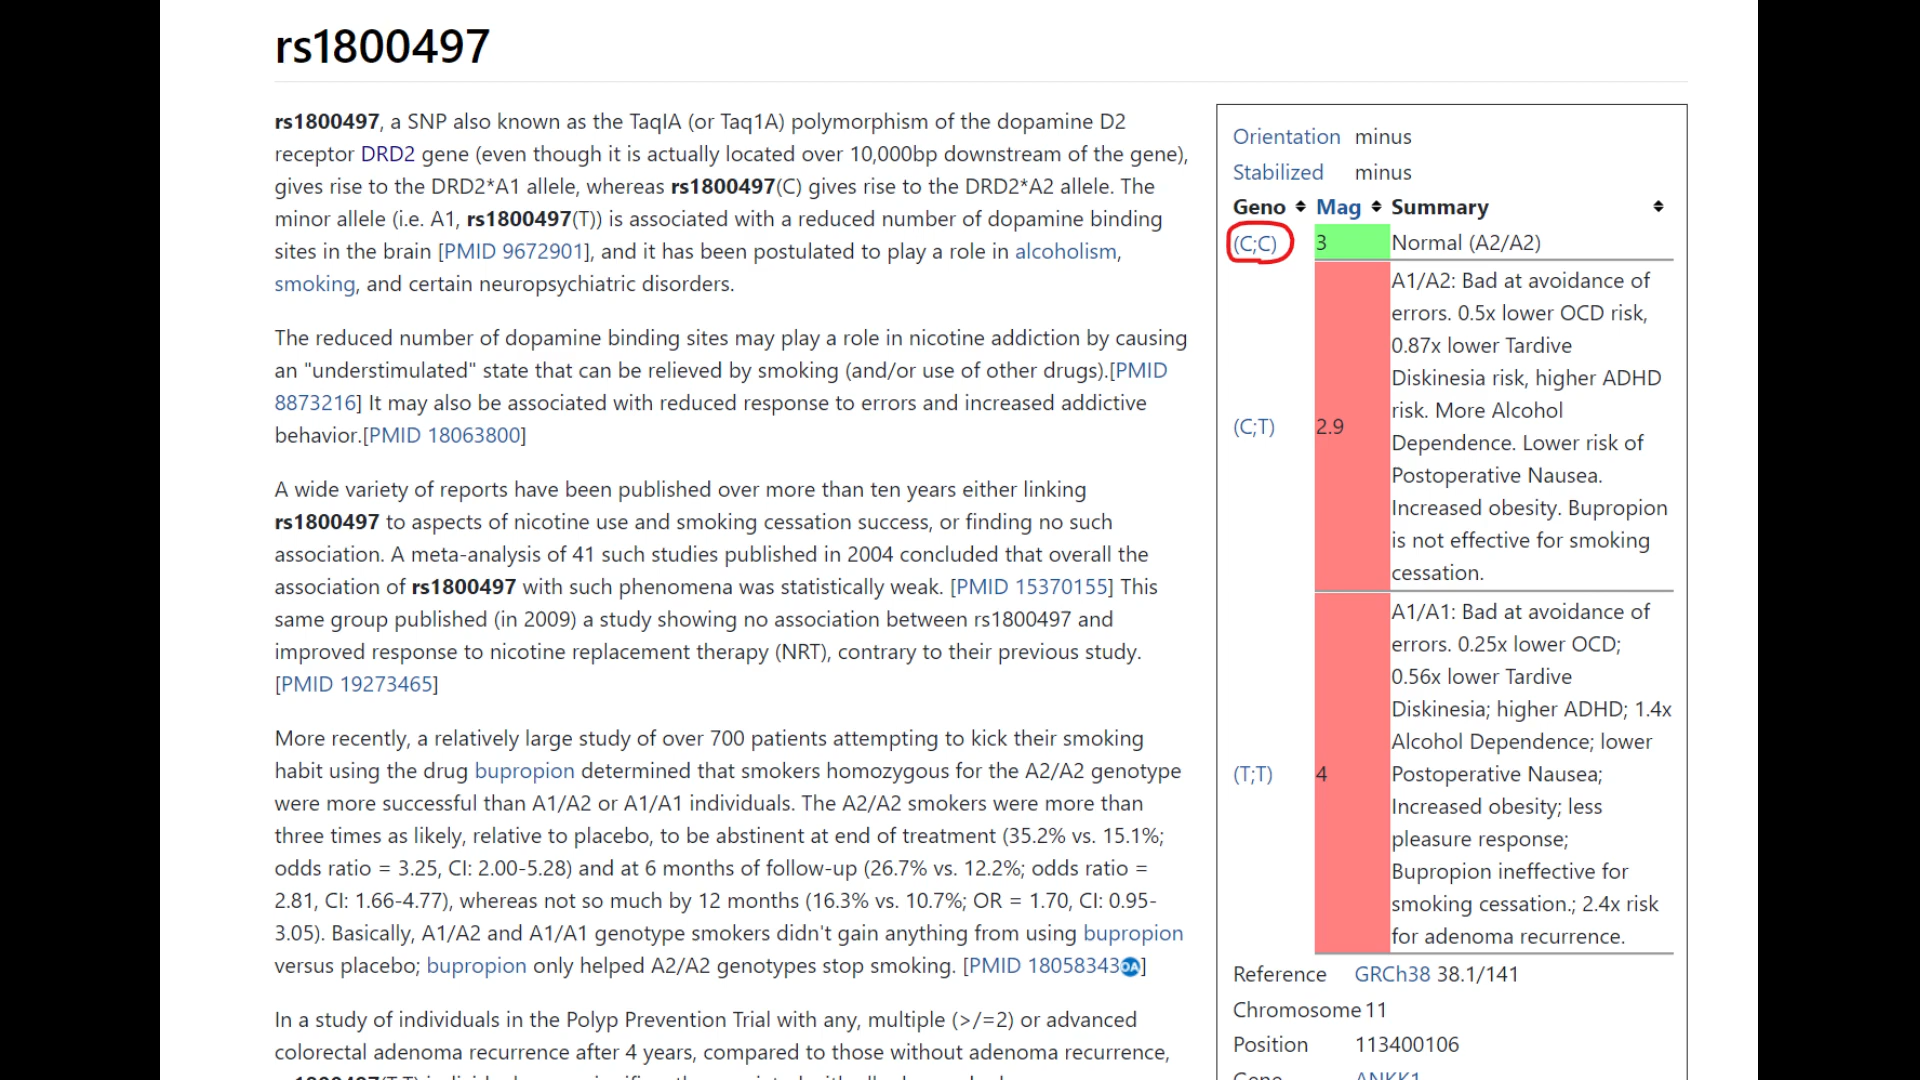 rs1800497
rs1800497, a SNP also known as the TaqIA (or Taq1A) polymorphism of the dopamine D2
receptor DRD2 gene (even though it is actually located over 10,000bp downstream of the gene),
gives rise to the DRD2*A1 allele, whereas rs1800497(C) gives rise to the DRD2*A2 allele. The
minor allele (i.e. A1, rs1800497(T)) is associated with a reduced number of dopamine binding
sites in the brain [PMID 9672901], and it has been postulated to play a role in alcoholism,
smoking, and certain neuropsychiatric disorders.
The reduced number of dopamine binding sites may play a role in nicotine addiction by causing
an "understimulated" state that can be relieved by smoking (and/or use of other drugs).[PMID
8873216] It may also be associated with reduced response to errors and increased addictive
behavior.[PMID 18063800]
A wide variety of reports have been published over more than ten years either linking
rs1800497 to aspects of nicotine use and smoking cessation success, or finding no such
association. A meta-analysis of 41 such studies published in 2004 concluded that overall the
association of rs1800497 with such phenomena was statistically weak. [PMID 15370155] This
same group published (in 2009) a study showing no association between rs1800497 and
improved response to nicotine replacement therapy (NRT), contrary to their previous study.
[PMID 19273465]
More recently, a relatively large study of over 700 patients attempting to kick their smoking
habit using the drug bupropion determined that smokers homozygous for the A2/A2 genotype
were more successful than A1/A2 or A1/A1 individuals. The A2/A2 smokers were more than
three times as likely, relative to placebo, to be abstinent at end of treatment (35.2% vs. 15.1%;
odds ratio = 3.25, CI: 2.00-5.28) and at 6 months of follow-up (26.7% vs. 12.2%; odds ratio =
2.81, CI: 1.66-4.77), whereas not so much by 12 months (16.3% vs. 10.7%; OR = 1.70, CI: 0.95-
3.05). Basically, A1/A2 and A1/A1 genotype smokers didn't gain anything from using bupropion
versus placebo; bupropion only helped A2/A2 genotypes stop smoking. [PMID 18058343OA]
In a study of individuals in the Polyp Prevention Trial with any, multiple (>/=2) or advanced
colorectal adenoma recurrence after 4 years, compared to those without adenoma recurrence,
Orientation minus
Stabilized minus
Geno Mag Summary
(C;C) 3 Normal (A2/A2)
A1/A2: Bad at avoidance of
errors. 0.5x lower OCD risk,
0.87x lower Tardive
Diskinesia risk, higher ADHD
risk. More Alcohol
(C;T) 2.9 Dependence. Lower risk of
Postoperative Nausea.
Increased obesity. Bupropion
is not effective for smoking
cessation.
A1/A1: Bad at avoidance of
errors. 0.25x lower OCD;
0.56x lower Tardive
Diskinesia; higher ADHD; 1.4x
Alcohol Dependence; lower
(T;T) 4 Postoperative Nausea;
Increased obesity; less
pleasure response;
Bupropion ineffective for
smoking cessation.; 2.4x risk
for adenoma recurrence.
Reference GRCh38 38.1/141
Chromosome 11
Position 113400106
Gene ANKK1